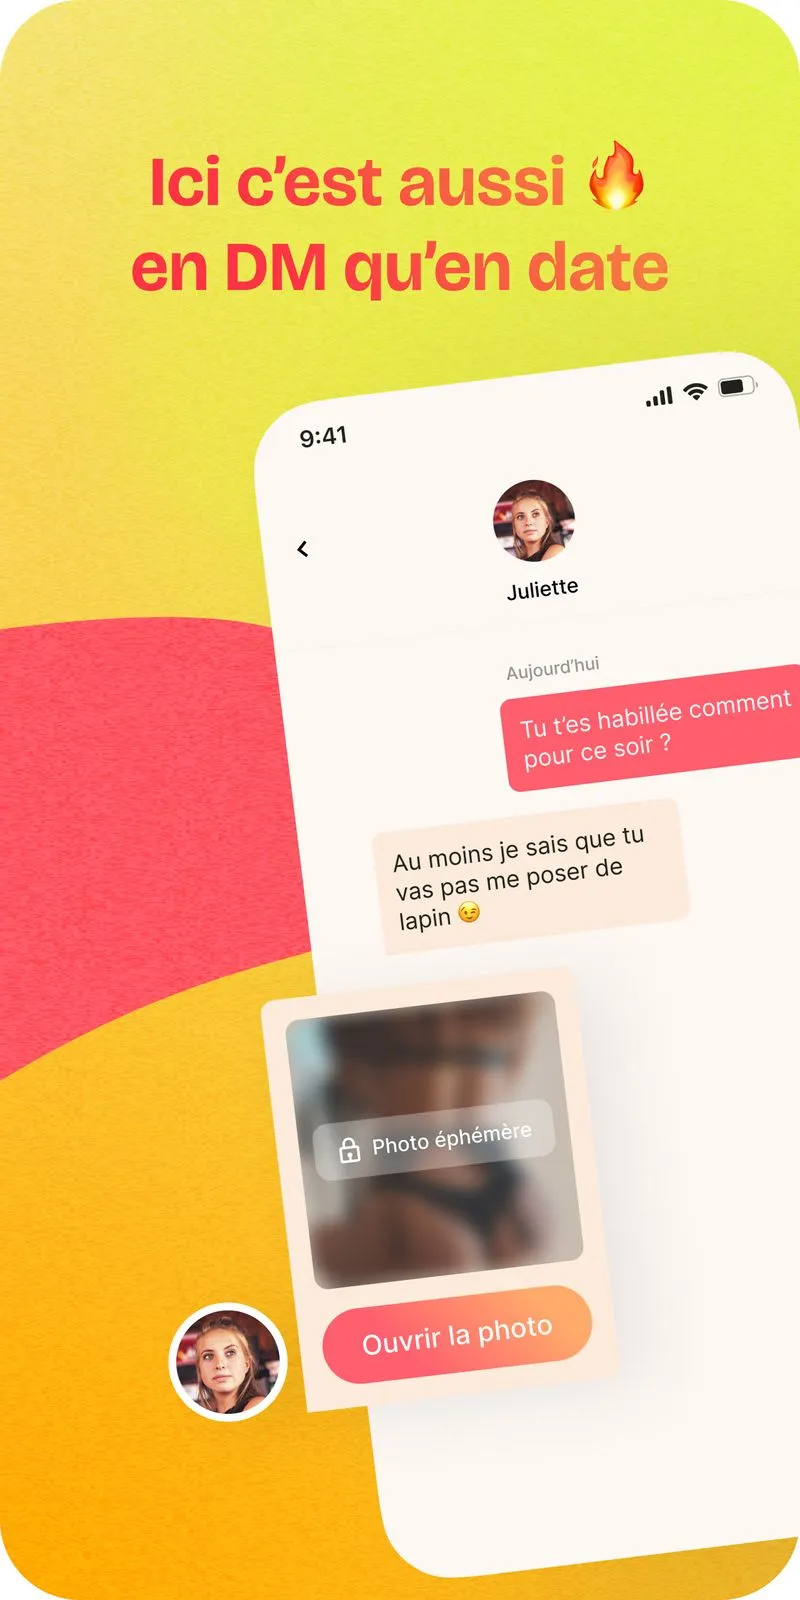 Ici c’est aussi 🔥
en DM qu’en date
9:41
Juliette
Aujourd’hui
Tu t’es habillée comment
pour ce soir ?
Au moins je sais que tu
vas pas me poser de
lapin 😉
Photo éphémère
Ouvrir la photo